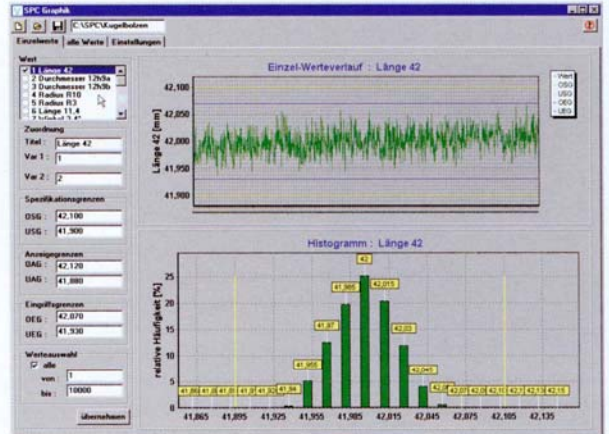 SPC Graphik
C:\SPC\Kugelbolzen
Einzelwerte alle Werte Einstellungen
Wert
1 Länge 42
2 Durchmesser 12h9a
3 Durchmesser 12h9b
4 Radius R10
5 Radius R3
6 Länge 11,4
Zuordnung
Titel : Länge 42
Var 1 : 1
Var 2 : 2
Spezifikationsgrenzen
OSG : 42,100
USG : 41,900
Anzeigegrenzen
OAG : 42,120
UAG : 41,880
Eingriffsgrenzen
OEG : 42,070
UEG : 41,930
Werteauswahl
alle
von : 1
bis : 10000
übernehmen
Einzel-Werteverlauf : Länge 42
Länge 42 [mm]
42,100
42,050
42,000
41,950
41,900
- Wert
- OSG
- USG
- OEG
- UEG
Histogramm : Länge 42
relative Häufigkeit [%]
25
20
15
10
5
0
41,94
41,955
41,97
41,985
42
42,015
42,03
42,045
42,15
41,865 41,895 41,925 41,955 41,985 42,015 42,045 42,075 42,105 42,135